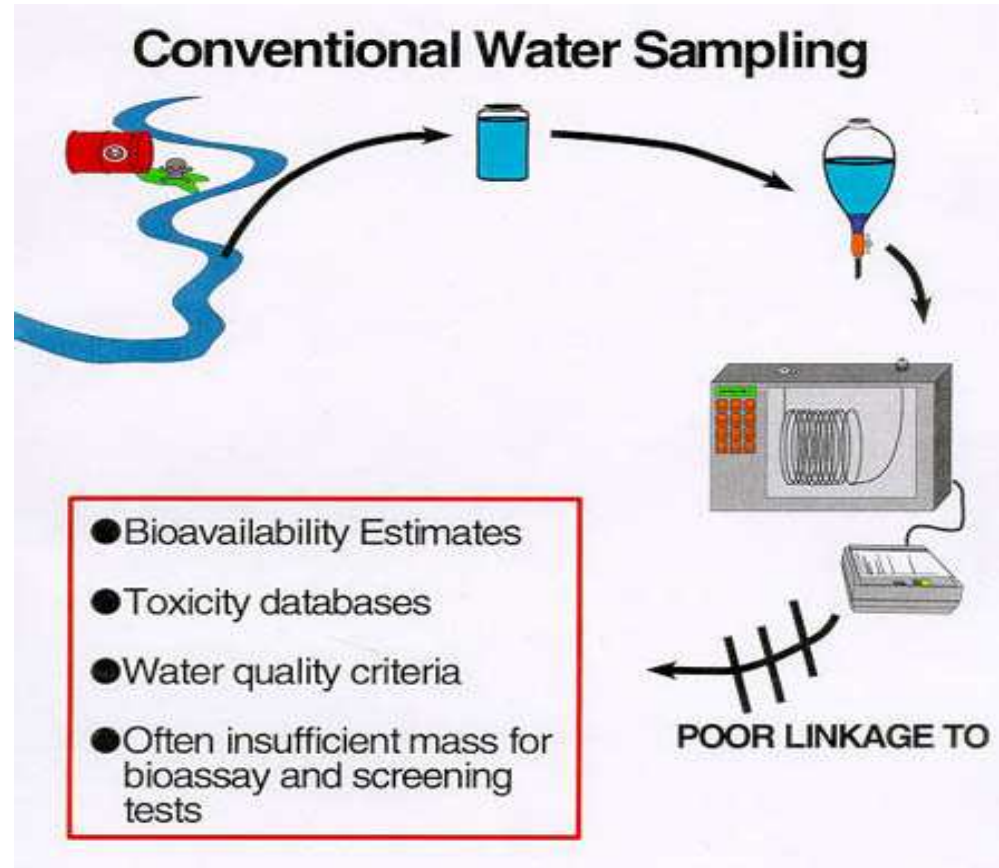 Conventional Water Sampling
●Bioavailability Estimates
●Toxicity databases
●Water quality criteria
●Often insufficient mass for
bioassay and screening
tests
POOR LINKAGE TO